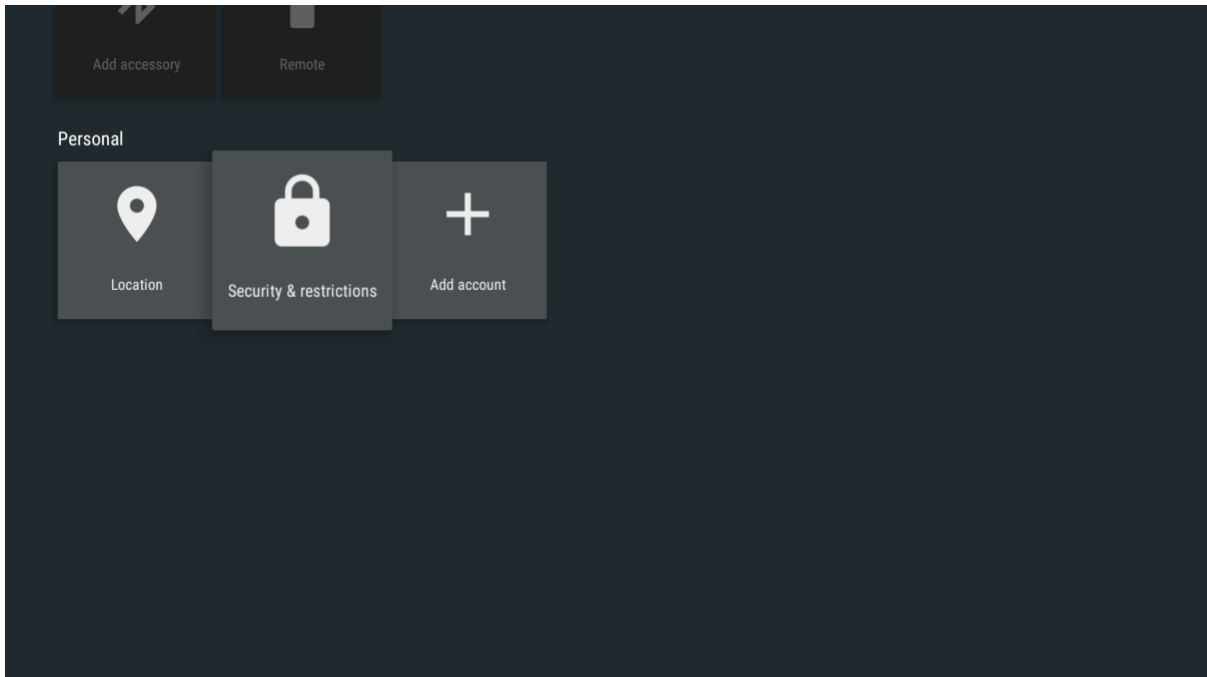 Add accessory
Remote
Personal
Location
Security & restrictions
Add account